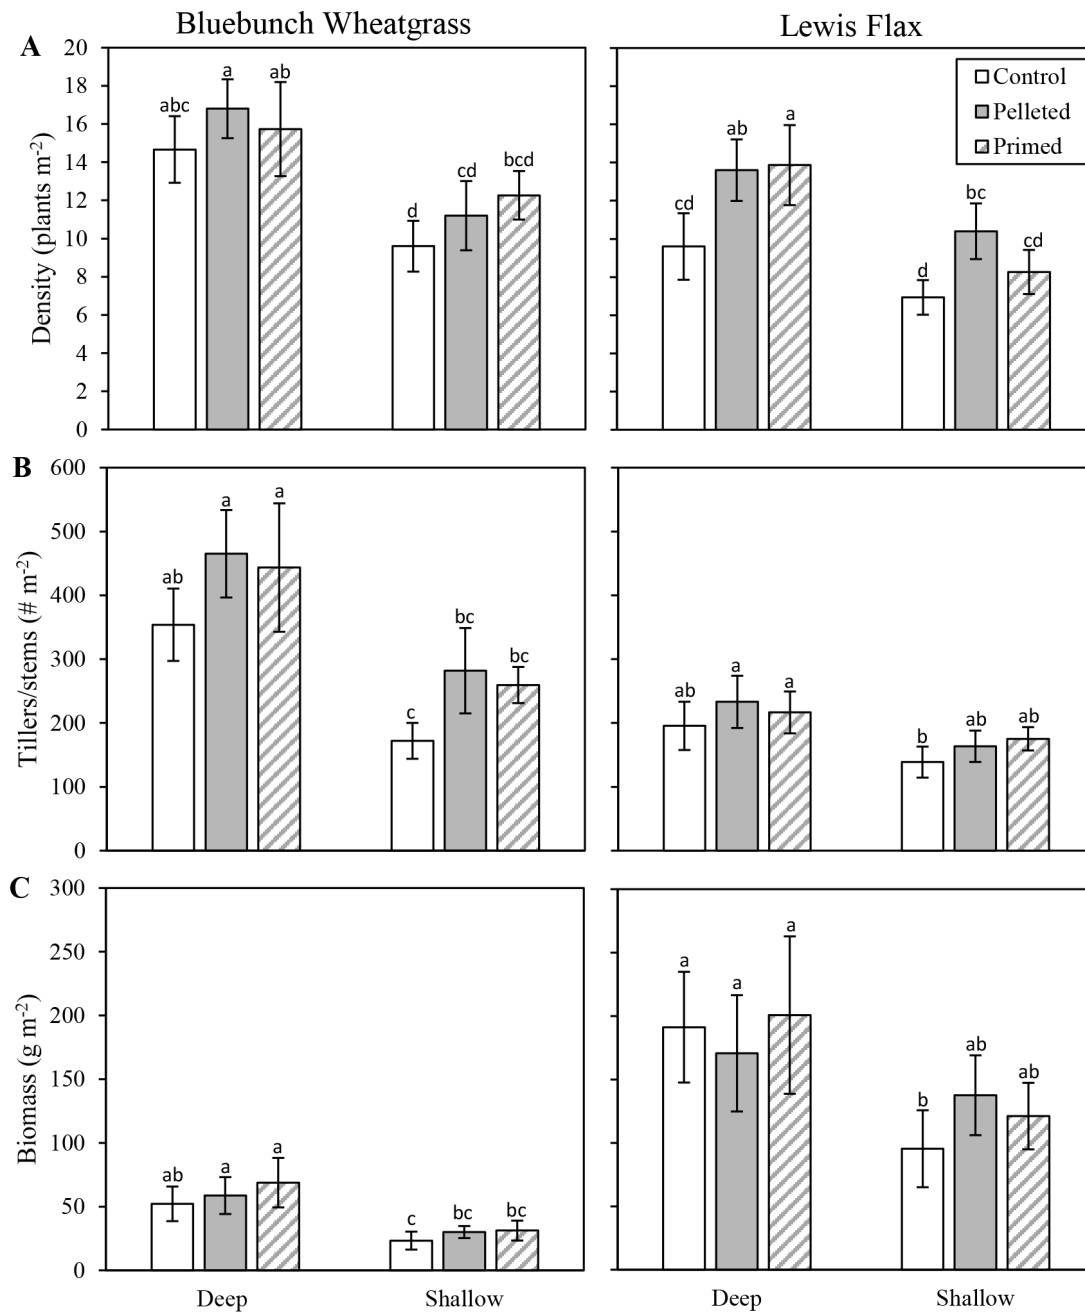 Bluebunch Wheatgrass
Lewis Flax
A
Density (plants m-2)
20
18
16
14
12
10
8
6
4
2
0
abc
a
ab
d
cd
bcd
cd
ab
a
d
bc
cd
Control
Pelleted
Primed
B
Tillers/stems (# m-2)
600
500
400
300
200
100
0
ab
a
a
c
bc
bc
ab
a
a
b
ab
ab
C
Biomass (g m-2)
300
250
200
150
100
50
0
ab
a
a
c
bc
bc
a
a
a
b
ab
ab
Deep
Shallow
Deep
Shallow